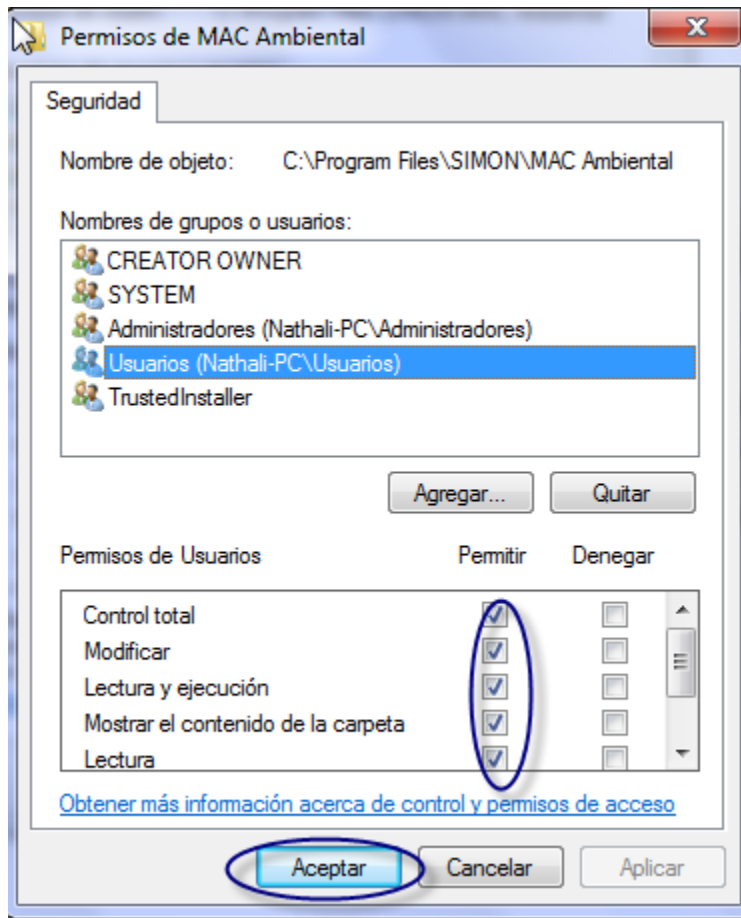 Permisos de MAC Ambiental
Seguridad
Nombre de objeto: C:\Program Files\SIMON\MAC Ambiental
Nombres de grupos o usuarios:
CREATOR OWNER
SYSTEM
Administradores (Nathali-PC\Administradores)
Usuarios (Nathali-PC\Usuarios)
TrustedInstaller
Agregar... Quitar
Permisos de Usuarios Permitir Denegar
Control total
Modificar
Lectura y ejecución
Mostrar el contenido de la carpeta
Lectura
Obtener más información acerca de control y permisos de acceso
Aceptar Cancelar Aplicar